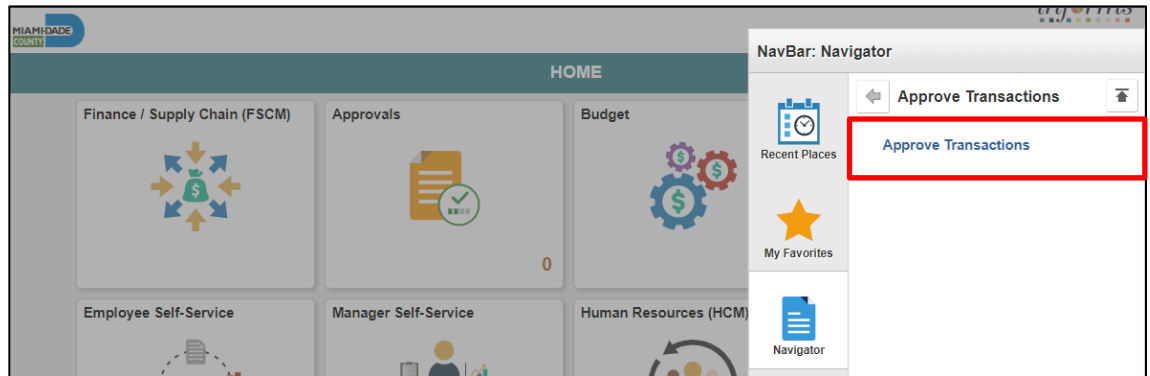 MIAMI-DADE
COUNTY
HOME
Finance / Supply Chain (FSCM)
Approvals
0
Budget
Employee Self-Service
Manager Self-Service
Human Resources (HCM)
NavBar: Navigator
Recent Places
My Favorites
Navigator
Approve Transactions
Approve Transactions